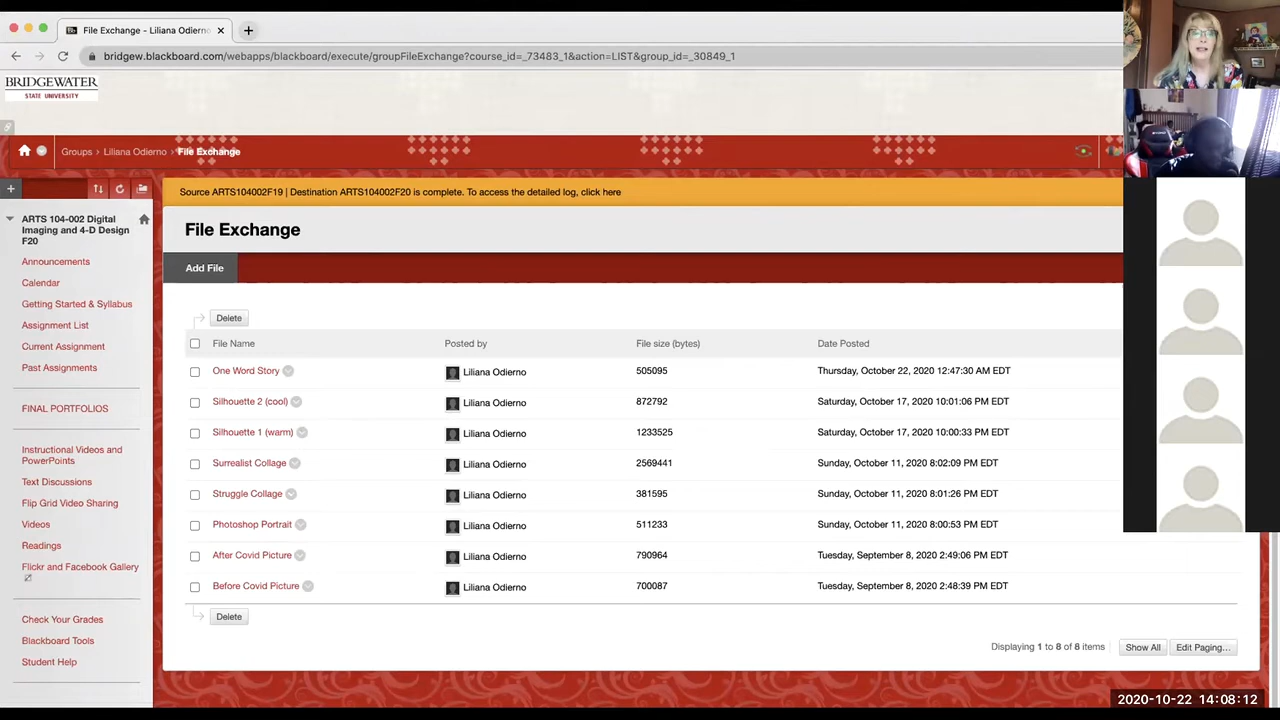 File Exchange - Liliana Odierno
bridgew.blackboard.com/webapps/blackboard/execute/groupFileExchange?course_id=_73483_1&action=LIST&group_id=_30849_1
BRIDGEWATER
STATE UNIVERSITY
Groups > Liliana Odierno > File Exchange
Source ARTS104002F19 | Destination ARTS104002F20 is complete. To access the detailed log, click here
ARTS 104-002 Digital
Imaging and 4-D Design
F20
Announcements
Calendar
Getting Started & Syllabus
Assignment List
Current Assignment
Past Assignments
FINAL PORTFOLIOS
Instructional Videos and
PowerPoints
Text Discussions
Flip Grid Video Sharing
Videos
Readings
Flickr and Facebook Gallery
Check Your Grades
Blackboard Tools
Student Help
File Exchange
Add File
Delete
File Name Posted by File size (bytes) Date Posted
One Word Story Liliana Odierno 505095 Thursday, October 22, 2020 12:47:30 AM EDT
Silhouette 2 (cool) Liliana Odierno 872792 Saturday, October 17, 2020 10:01:06 PM EDT
Silhouette 1 (warm) Liliana Odierno 1233525 Saturday, October 17, 2020 10:00:33 PM EDT
Surrealist Collage Liliana Odierno 2569441 Sunday, October 11, 2020 8:02:09 PM EDT
Struggle Collage Liliana Odierno 381595 Sunday, October 11, 2020 8:01:26 PM EDT
Photoshop Portrait Liliana Odierno 511233 Sunday, October 11, 2020 8:00:53 PM EDT
After Covid Picture Liliana Odierno 790964 Tuesday, September 8, 2020 2:49:06 PM EDT
Before Covid Picture Liliana Odierno 700087 Tuesday, September 8, 2020 2:48:39 PM EDT
Delete
Displaying 1 to 8 of 8 items Show All Edit Paging...
2020-10-22 14:08:12